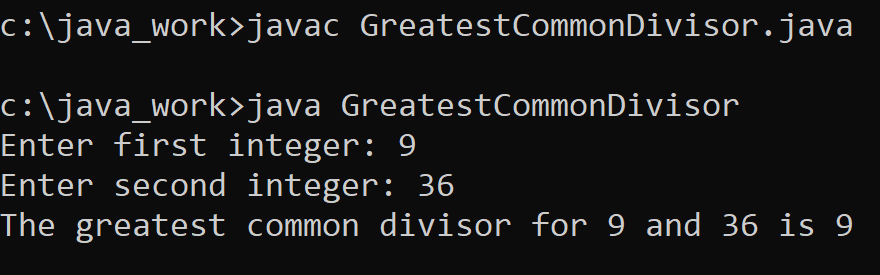 c:\java_work>javac GreatestCommonDivisor.java
c:\java_work>java GreatestCommonDivisor
Enter first integer: 9
Enter second integer: 36
The greatest common divisor for 9 and 36 is 9